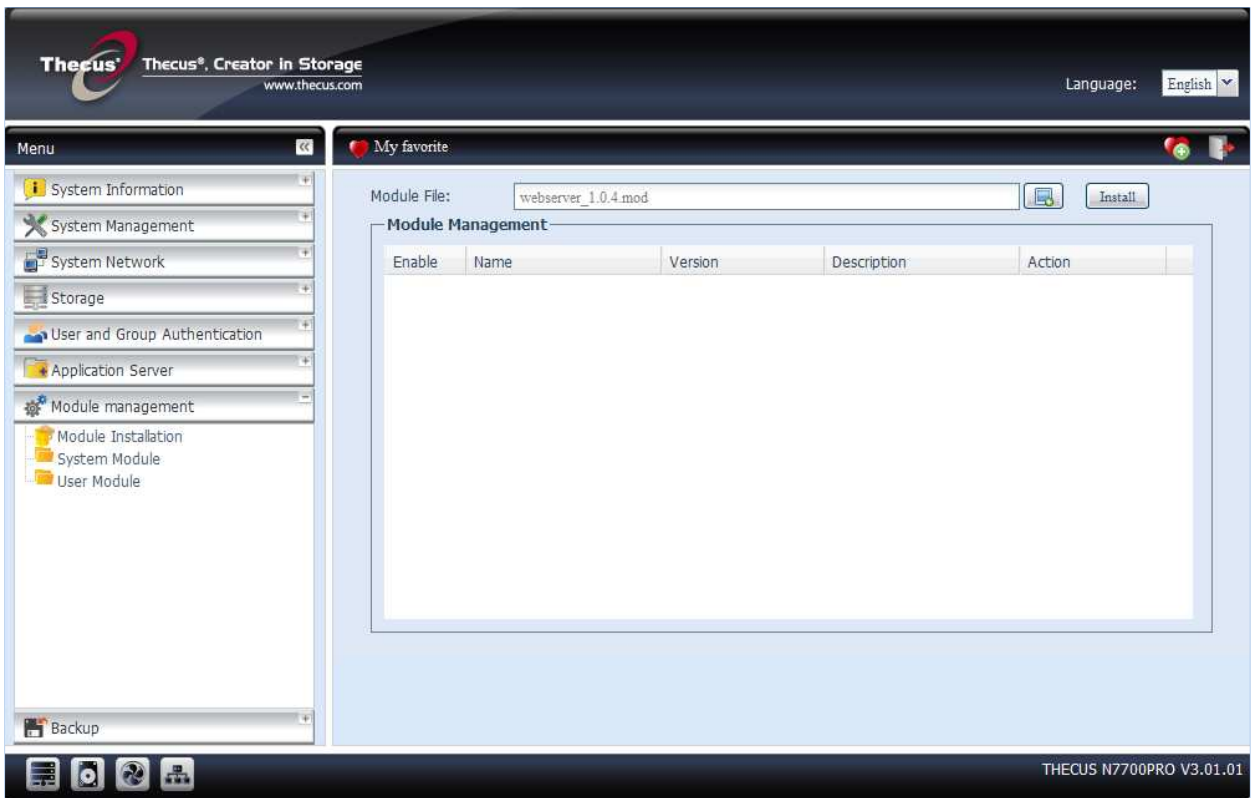 Thecus® Thecus®, Creator in Storage
www.thecus.com
Language: English
Menu
My favorite
System Information
System Management
System Network
Storage
User and Group Authentication
Application Server
Module management
Module Installation
System Module
User Module
Backup
Module File: webserver_1.0.4.mod Install
Module Management
Enable Name Version Description Action
THECUS N7700PRO V3.01.01